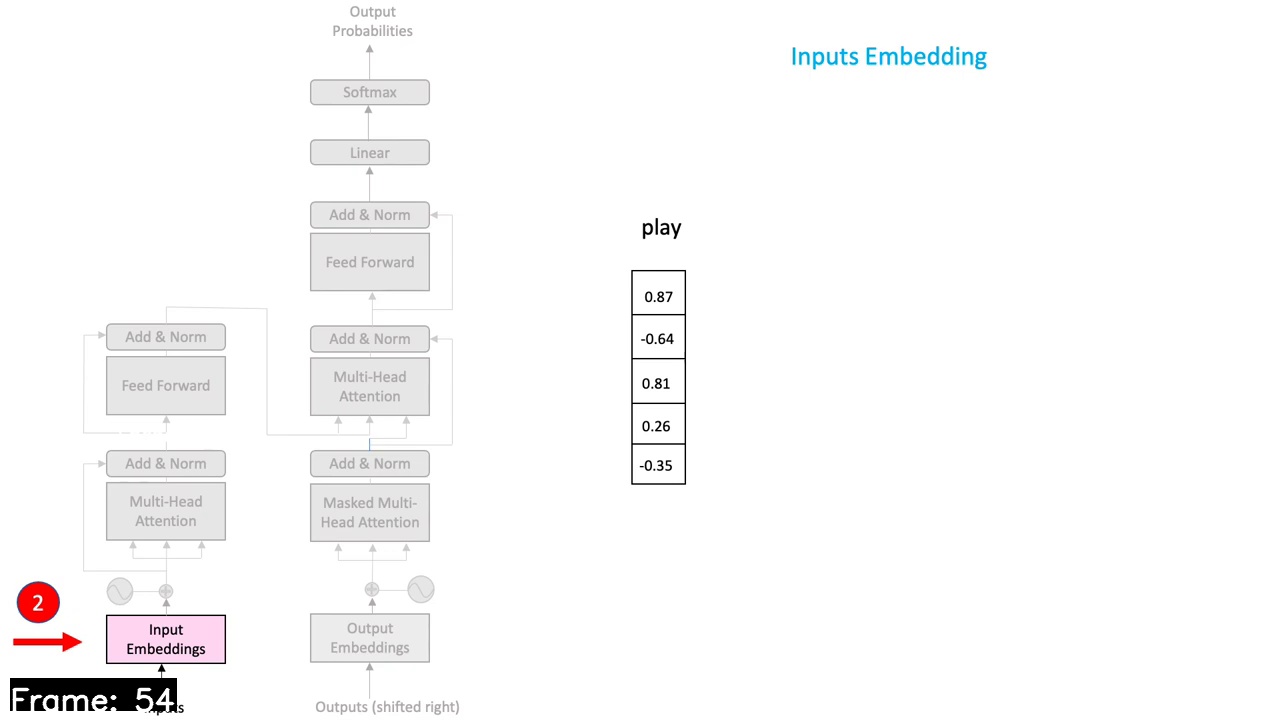 Output
Probabilities
Softmax
Linear
Add & Norm
Feed Forward
Add & Norm
Multi-Head
Attention
Add & Norm
Masked Multi-
Head Attention
Output
Embeddings
Outputs (shifted right)
Add & Norm
Feed Forward
Add & Norm
Multi-Head
Attention
2
Input
Embeddings
Frame: 54
Inputs Embedding
play
0.87
-0.64
0.81
0.26
-0.35